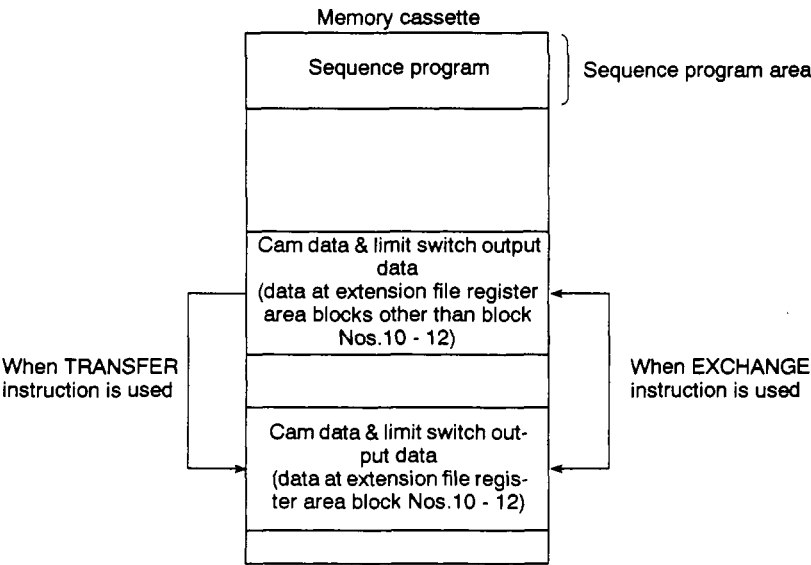 Memory cassette
Sequence program
Sequence program area
Cam data & limit switch output
data
(data at extension file register
area blocks other than block
Nos.10 - 12)
When TRANSFER
instruction is used
When EXCHANGE
instruction is used
Cam data & limit switch out-
put data
(data at extension file regis-
ter area block Nos.10 - 12)